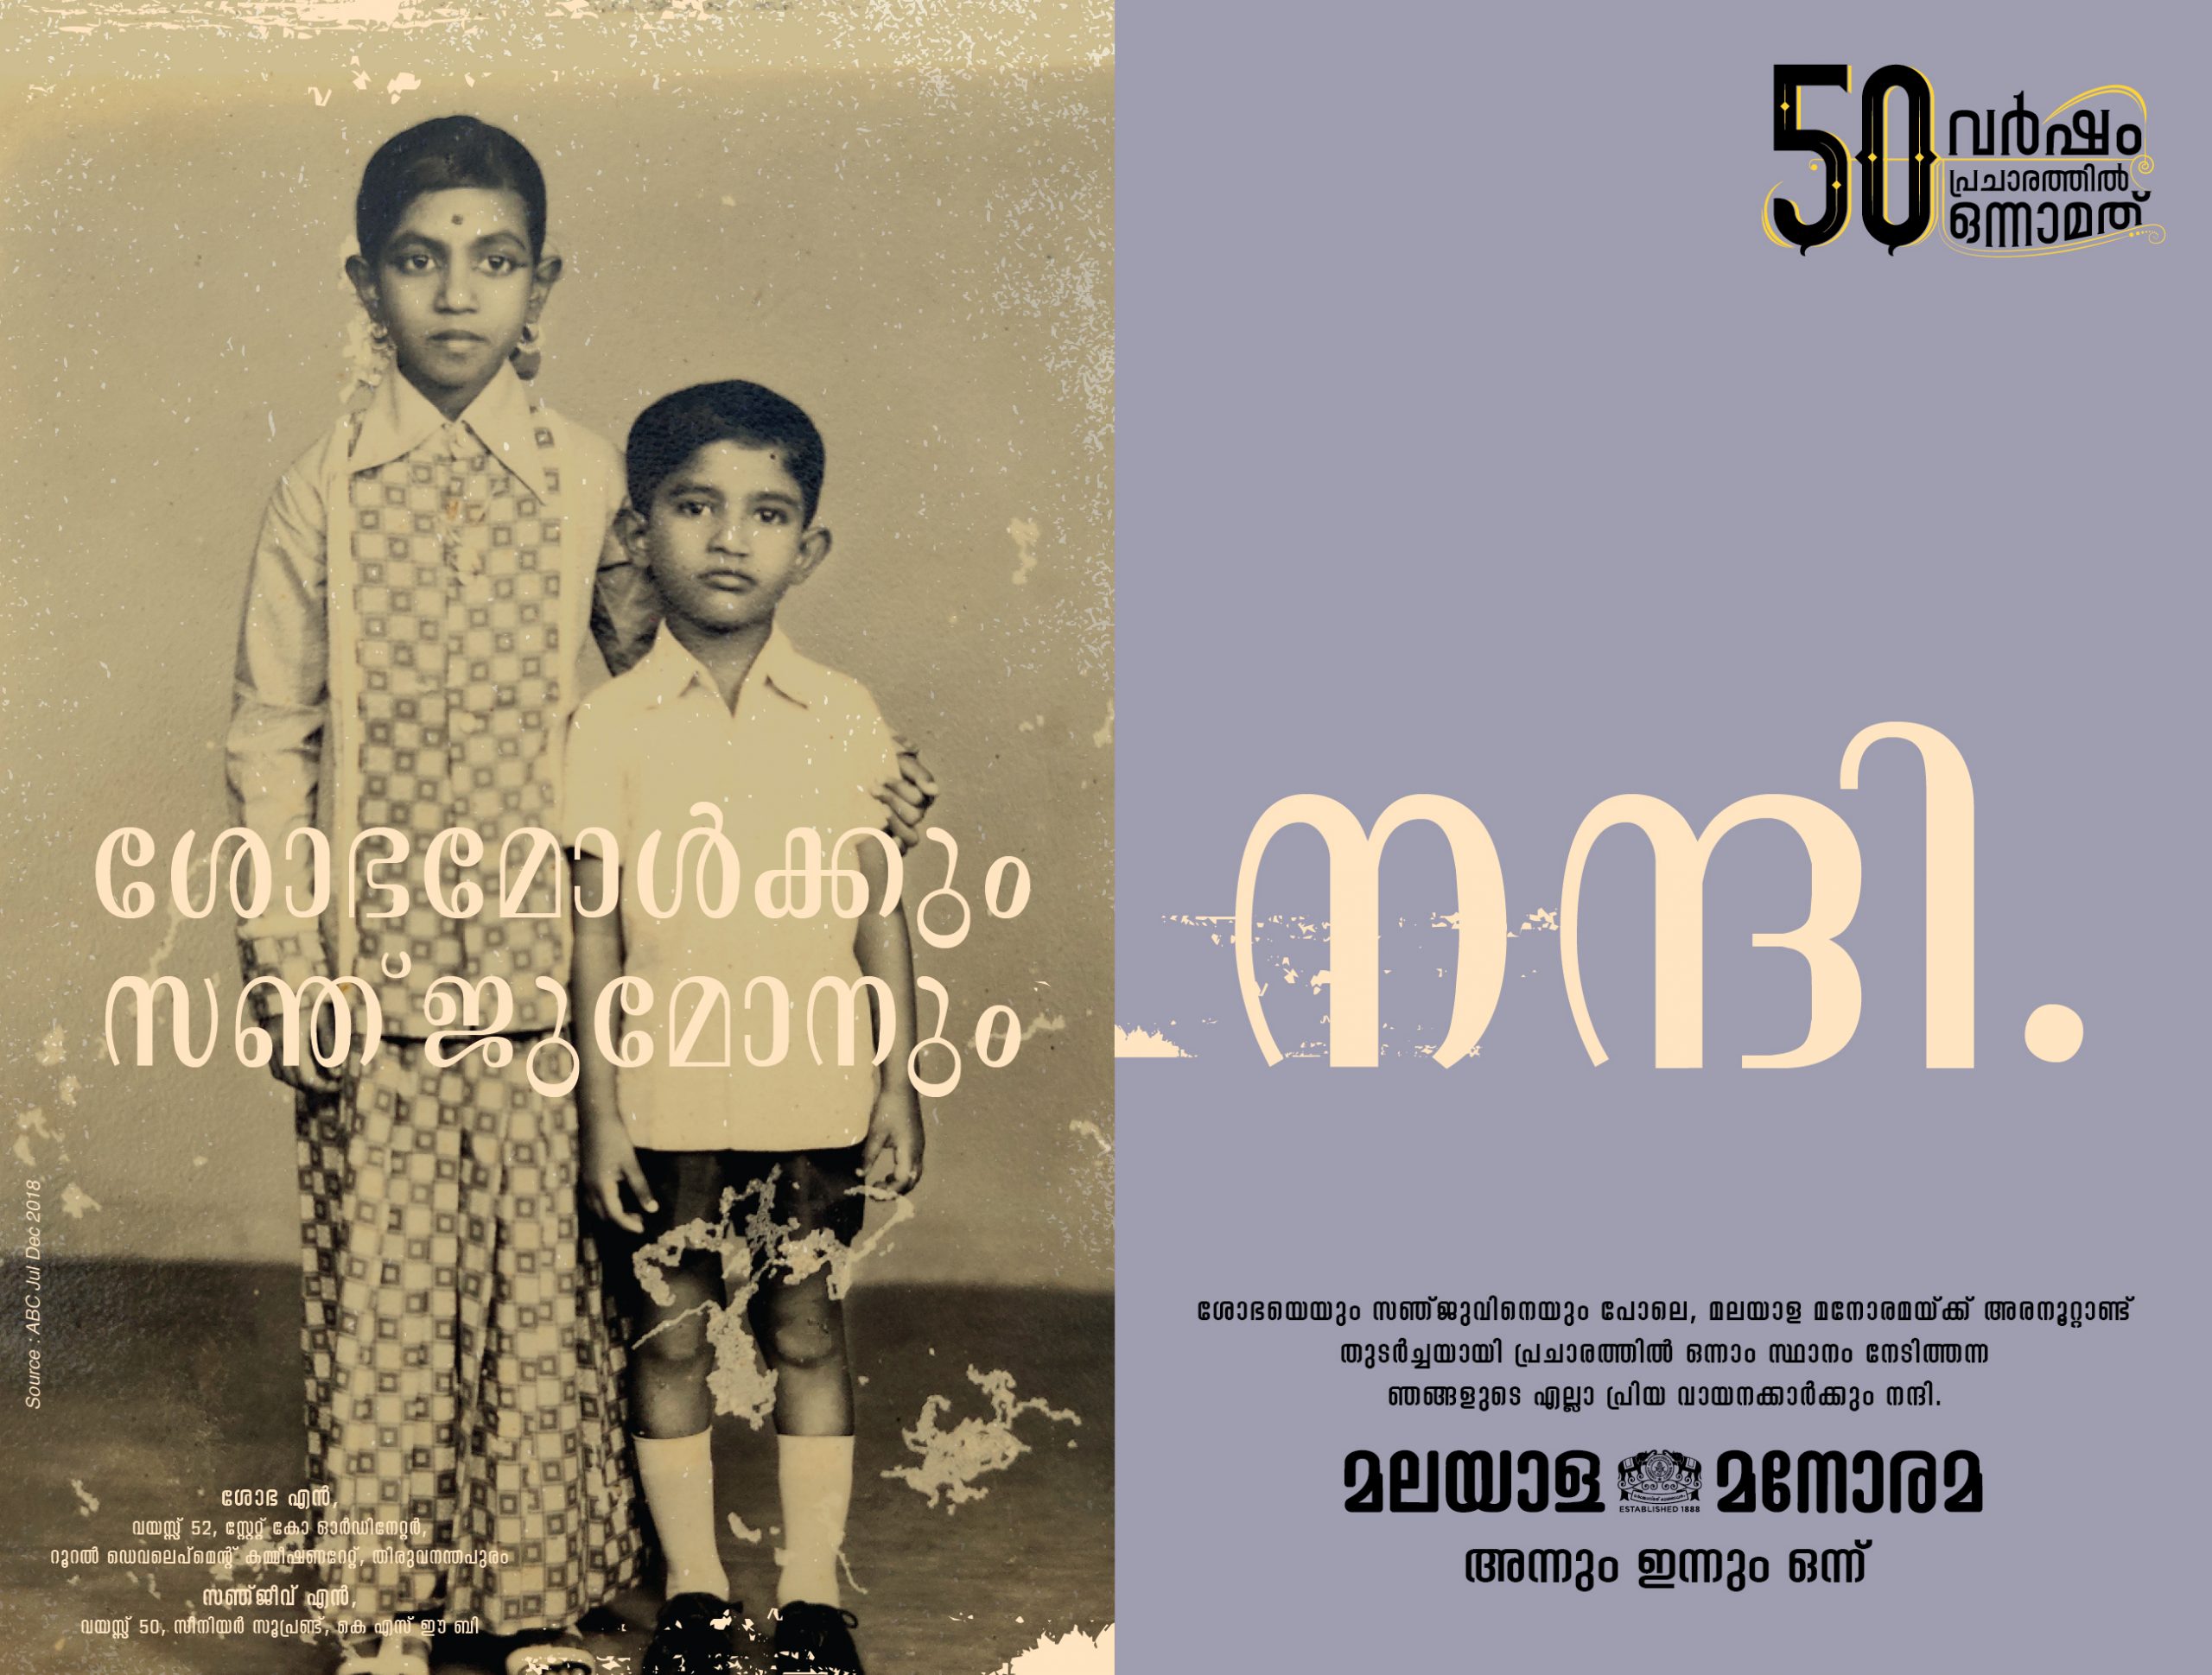 ശോഭമോൾക്കും
സഞ്ജുമോനും
Source : ABC Jul Dec 2018
ശോഭ എൻ,
വയസ്സ് 52, സ്റ്റേറ്റ് കോ ഓർഡിനേറ്റർ,
റൂറൽ ഡെവലെപ്മെന്റ് കമ്മീഷണറേറ്റ്, തിരുവനന്തപുരം
സഞ്ജീവ് എൻ,
വയസ്സ് 50, സീനിയർ സൂപ്രണ്ട്, കെ എസ് ഈ ബി
50 വർഷം
പ്രചാരത്തിൽ
ഒന്നാമത്
നന്ദി.
ശോഭയെയും സഞ്ജുവിനെയും പോലെ, മലയാള മനോരമയ്ക്ക് അരനൂറ്റാണ്ട്
തുടർച്ചയായി പ്രചാരത്തിൽ ഒന്നാം സ്ഥാനം നേടിത്തന്ന
ഞങ്ങളുടെ എല്ലാ പ്രിയ വായനക്കാർക്കും നന്ദി.
മലയാള മനോരമ
ESTABLISHED 1888
അന്നും ഇന്നും ഒന്ന്